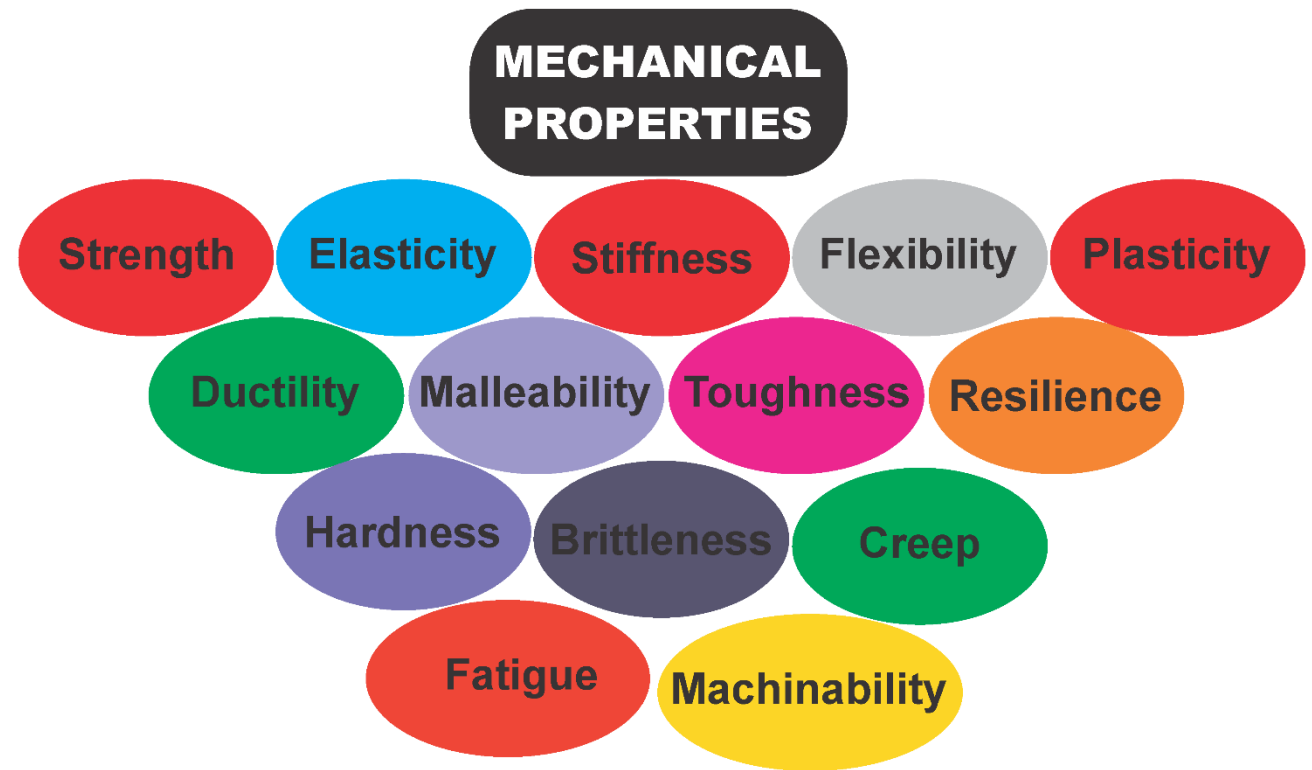 MECHANICAL
PROPERTIES
Strength
Elasticity
Stiffness
Flexibility
Plasticity
Ductility
Malleability
Toughness
Resilience
Hardness
Brittleness
Creep
Fatigue
Machinability